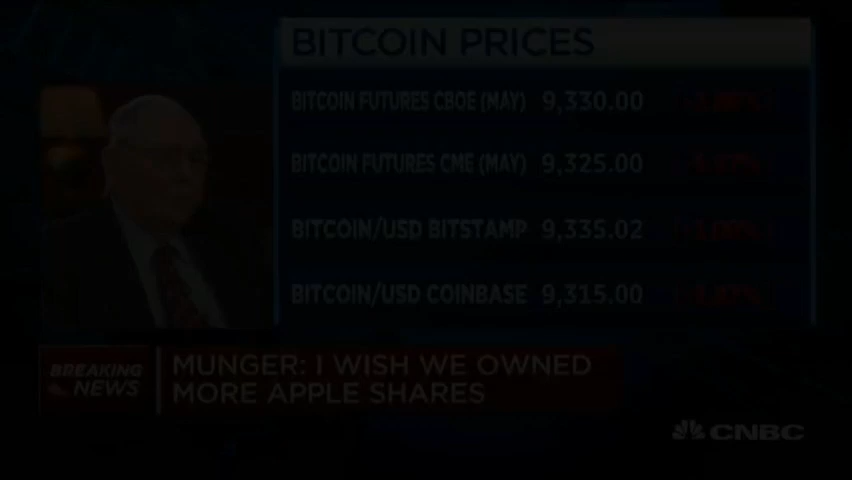 BITCOIN PRICES
BITCOIN FUTURES CBOE (MAY) 9,330.00
BITCOIN FUTURES CME (MAY) 9,325.00
BITCOIN/USD BITSTAMP 9,335.02
BITCOIN/USD COINBASE 9,315.00
BREAKING NEWS
MUNGER: I WISH WE OWNED
MORE APPLE SHARES
CNBC